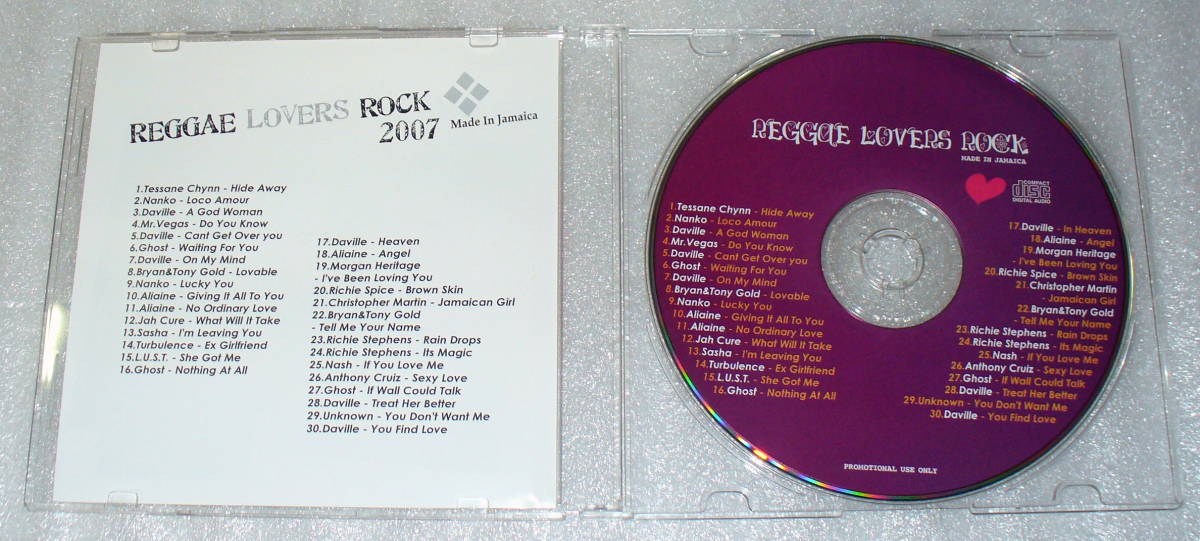 REGGAE LOVERS ROCK
2007
Made In Jamaica
1.Tessane Chynn - Hide Away
2.Nanko - Loco Amour
3.Daville - A God Woman
4.Mr.Vegas - Do You Know
5.Daville - Cant Get Over you
6.Ghost - Waiting For You
7.Daville - On My Mind
8.Bryan&Tony Gold - Lovable
9.Nanko - Lucky You
10.Aliaine - Giving It All To You
11.Aliaine - No Ordinary Love
12.Jah Cure - What Will It Take
13.Sasha - I'm Leaving You
14.Turbulence - Ex Girlfriend
15.L.U.S.T. - She Got Me
16.Ghost - Nothing At All
17.Daville - Heaven
18.Aliaine - Angel
19.Morgan Heritage
- I've Been Loving You
20.Richie Spice - Brown Skin
21.Christopher Martin - Jamaican Girl
22.Bryan&Tony Gold
- Tell Me Your Name
23.Richie Stephens - Rain Drops
24.Richie Stephens - Its Magic
25.Nash - If You Love Me
26.Anthony Cruiz - Sexy Love
27.Ghost - If Wall Could Talk
28.Daville - Treat Her Better
29.Unknown - You Don't Want Me
30.Daville - You Find Love
REGGAE LOVERS ROCK
MADE IN JAMAICA
COMPACT
disc
DIGITAL AUDIO
1.Tessane Chynn - Hide Away
2.Nanko - Loco Amour
3.Daville - A God Woman
4.Mr.Vegas - Do You Know
5.Daville - Cant Get Over you
6.Ghost - Waiting For You
7.Daville - On My Mind
8.Bryan&Tony Gold - Lovable
9.Nanko - Lucky You
10.Aliaine - Giving It All To You
11.Aliaine - No Ordinary Love
12.Jah Cure - What Will It Take
13.Sasha - I'm Leaving You
14.Turbulence - Ex Girlfriend
15.L.U.S.T. - She Got Me
16.Ghost - Nothing At All
17.Daville - In Heaven
18.Aliaine - Angel
19.Morgan Heritage
- I've Been Loving You
20.Richie Spice - Brown Skin
21.Christopher Martin
- Jamaican Girl
22.Bryan&Tony Gold
- Tell Me Your Name
23.Richie Stephens - Rain Drops
24.Richie Stephens - Its Magic
25.Nash - If You Love Me
26.Anthony Cruiz - Sexy Love
27.Ghost - If Wall Could Talk
28.Daville - Treat Her Better
29.Unknown - You Don't Want Me
30.Daville - You Find Love
PROMOTIONAL USE ONLY